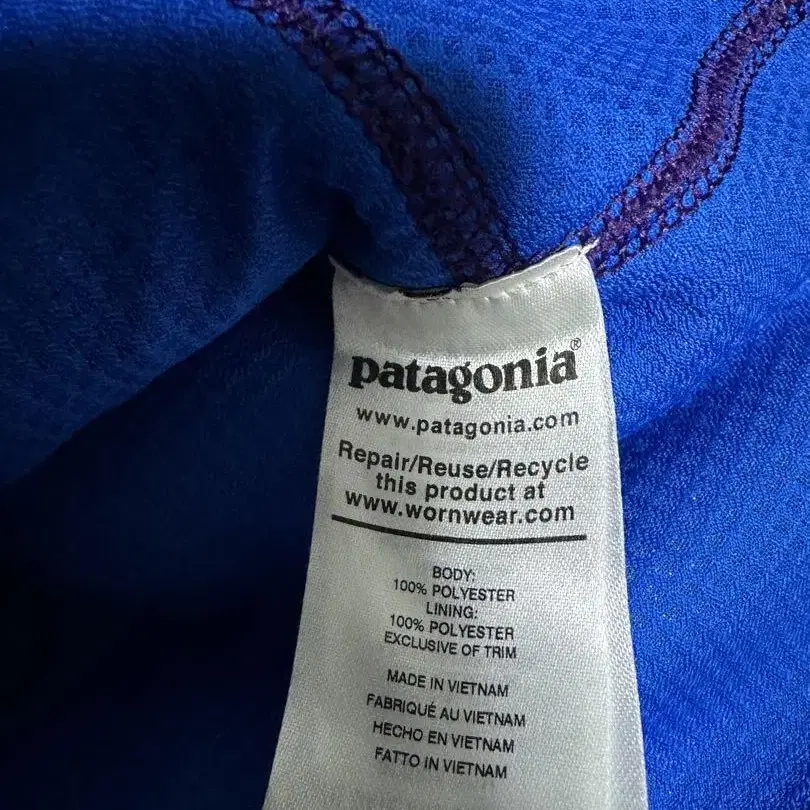 patagonia®
www.patagonia.com
Repair/Reuse/Recycle
this product at
www.wornwear.com
BODY:
100% POLYESTER
LINING:
100% POLYESTER
EXCLUSIVE OF TRIM
MADE IN VIETNAM
FABRIQUÉ AU VIETNAM
HECHO EN VIETNAM
FATTO IN VIETNAM